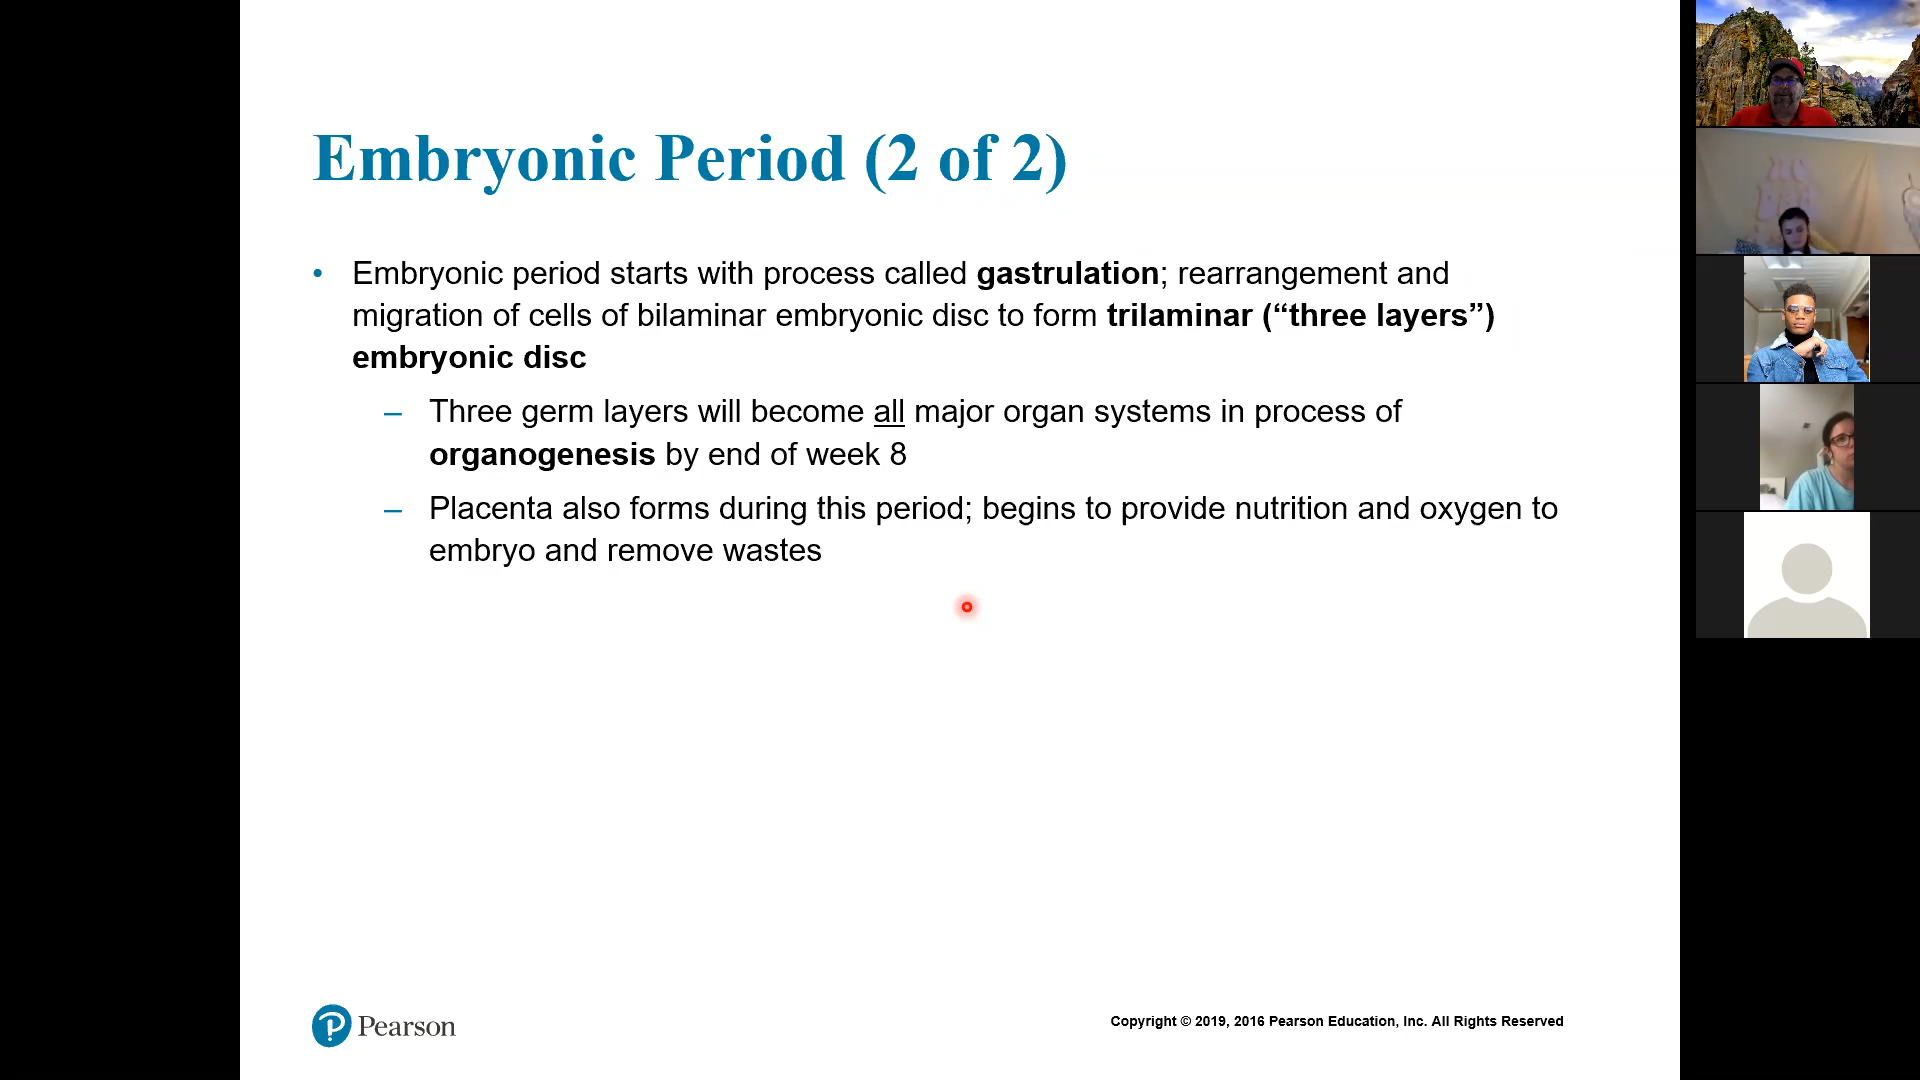 Embryonic Period (2 of 2)
• Embryonic period starts with process called gastrulation; rearrangement and
migration of cells of bilaminar embryonic disc to form trilaminar (“three layers”)
embryonic disc
– Three germ layers will become all major organ systems in process of
organogenesis by end of week 8
– Placenta also forms during this period; begins to provide nutrition and oxygen to
embryo and remove wastes
Pearson
Copyright © 2019, 2016 Pearson Education, Inc. All Rights Reserved